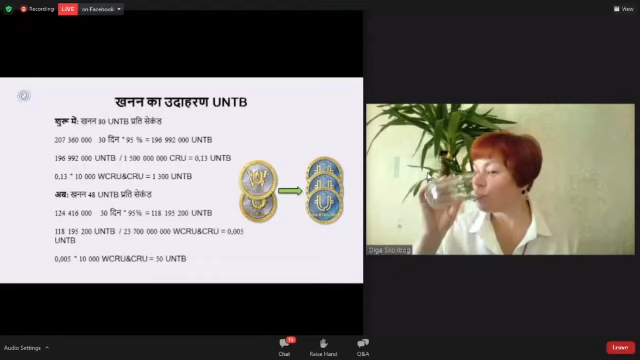 Recording
LIVE
on Facebook
View
खनन का उदाहरण UNTB
शुरू में: खनन 80 UNTB प्रति सेकंड
207 360 000 30 दिन * 95 % = 196 992 000 UNTB
196 992 000 UNTB / 1 500 000 000 CRU = 0,13 UNTB
0,13 * 10 000 WCRU&CRU = 1 300 UNTB
अब: खनन 48 UNTB प्रति सेकंड
124 416 000 30 दिन * 95% = 118 195 200 UNTB
118 195 200 UNTB / 23 700 000 000 WCRU&CRU = 0,005
UNTB
0,005 * 10 000 WCRU&CRU = 50 UNTB
Olga Skolbog
Audio Settings
Chat
Raise Hand
Q&A
Leave